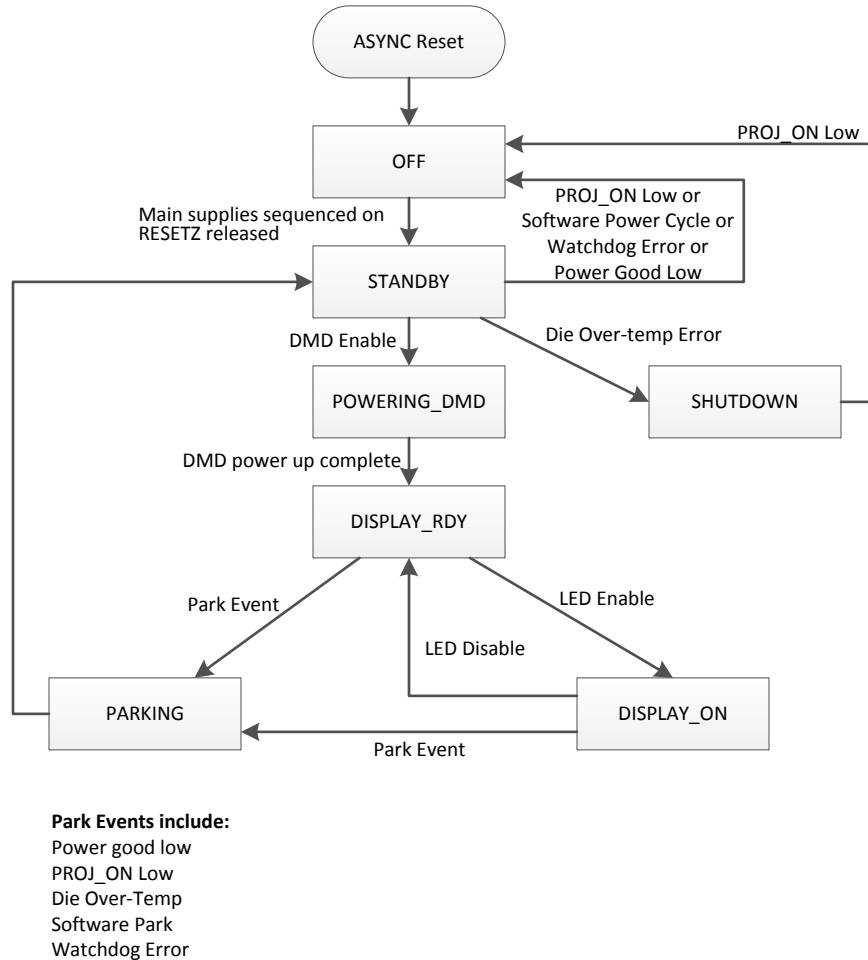 ASYNC Reset
PROJ_ON Low
OFF
PROJ_ON Low or
Software Power Cycle or
Watchdog Error or
Power Good Low
Main supplies sequenced on
RESETZ released
STANDBY
DMD Enable
Die Over-temp Error
POWERING_DMD
SHUTDOWN
DMD power up complete
DISPLAY_RDY
Park Event
LED Enable
LED Disable
PARKING
DISPLAY_ON
Park Event
Park Events include:
Power good low
PROJ_ON Low
Die Over-Temp
Software Park
Watchdog Error